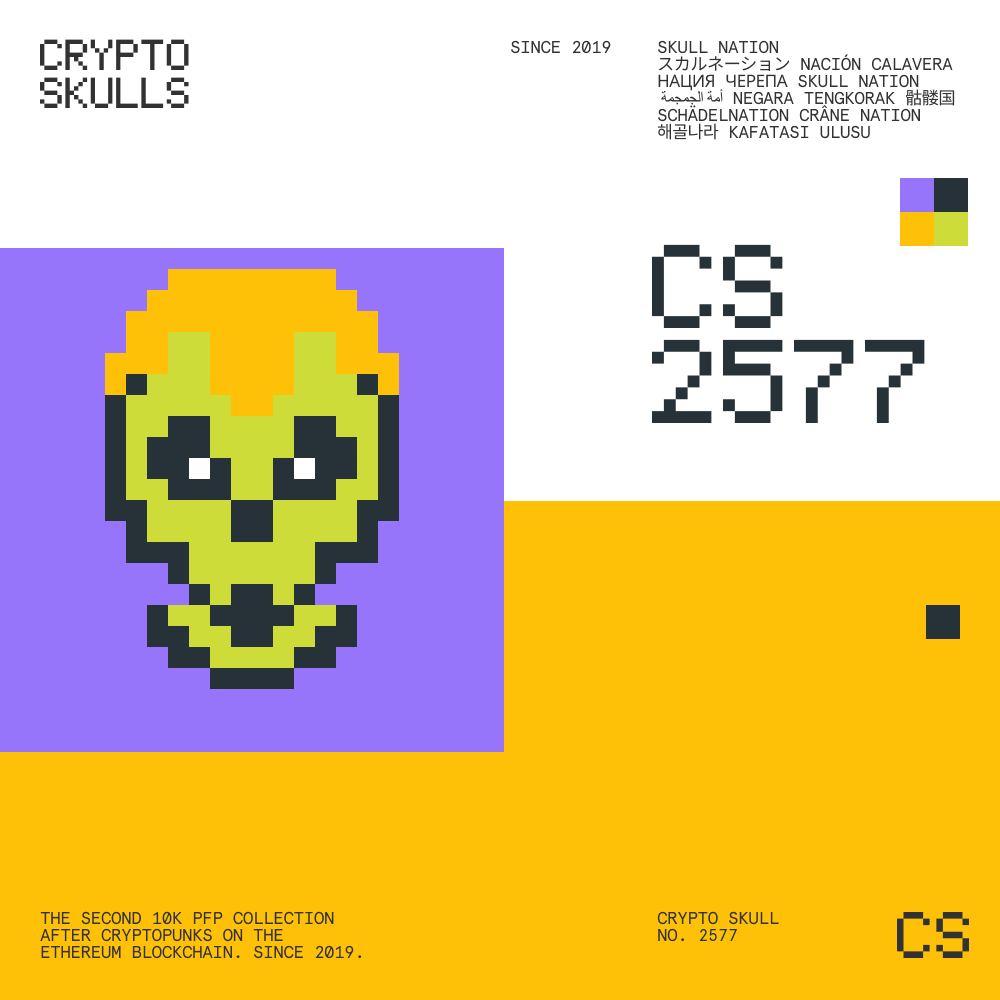 CRYPTO
SKULLS
SINCE 2019
SKULL NATION
スカルネーション NACIÓN CALAVERA
НАЦИЯ ЧЕРЕПА SKULL NATION
أمة الجمجمة NEGARA TENGKORAK 骷髅国
SCHÄDELNATION CRÂNE NATION
해골나라 KAFATASI ULUSU
CS
2577
THE SECOND 10K PFP COLLECTION
AFTER CRYPTOPUNKS ON THE
ETHEREUM BLOCKCHAIN. SINCE 2019.
CRYPTO SKULL
NO. 2577
CS